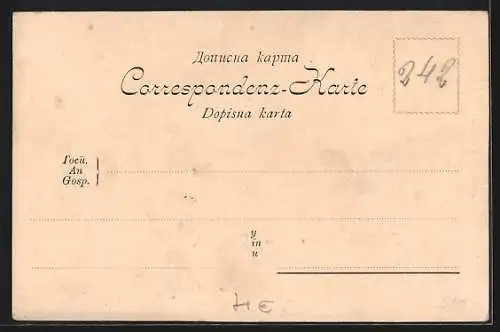 Дописна карта
242
Correspondenz-Karte
Dopisna karta
Госп.
An
Gosp.
у
in
u
HE